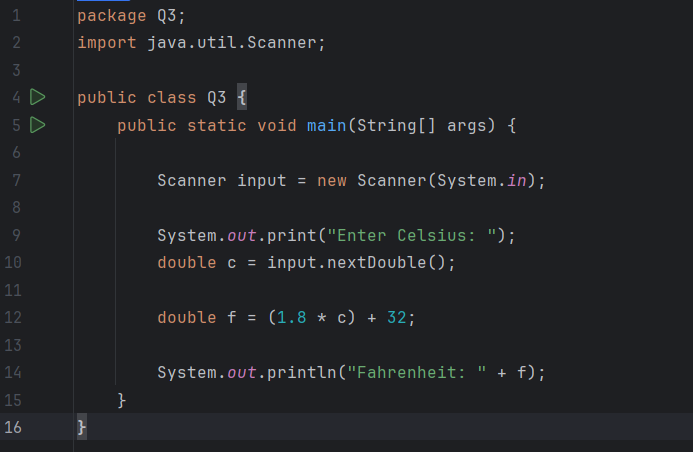 1 package Q3;
2 import java.util.Scanner;
3
4 public class Q3 {
5 public static void main(String[] args) {
6
7 Scanner input = new Scanner(System.in);
8
9 System.out.print("Enter Celsius: ");
10 double c = input.nextDouble();
11
12 double f = (1.8 * c) + 32;
13
14 System.out.println("Fahrenheit: " + f);
15 }
16 }